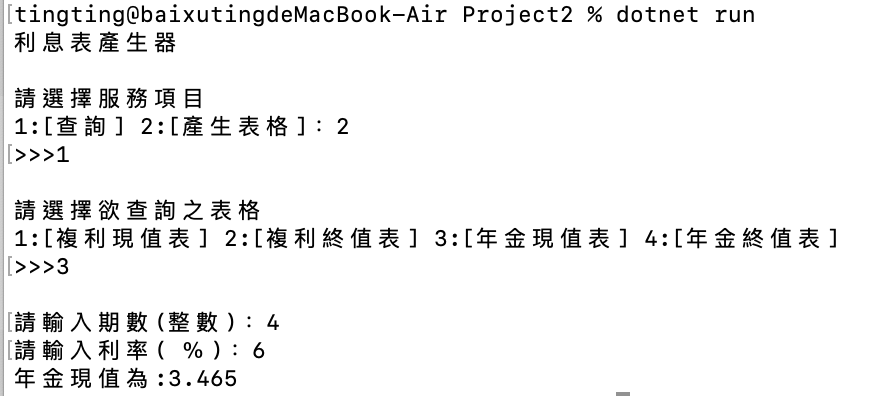 tingting@baixutingdeMacBook-Air Project2 % dotnet run
利息表產生器
請選擇服務項目
1:[查詢] 2:[產生表格]: 2
>>>1
請選擇欲查詢之表格
1:[複利現值表] 2:[複利終值表] 3:[年金現值表] 4:[年金終值表]
>>>3
請輸入期數(整數): 4
請輸入利率( %): 6
年金現值為:3.465